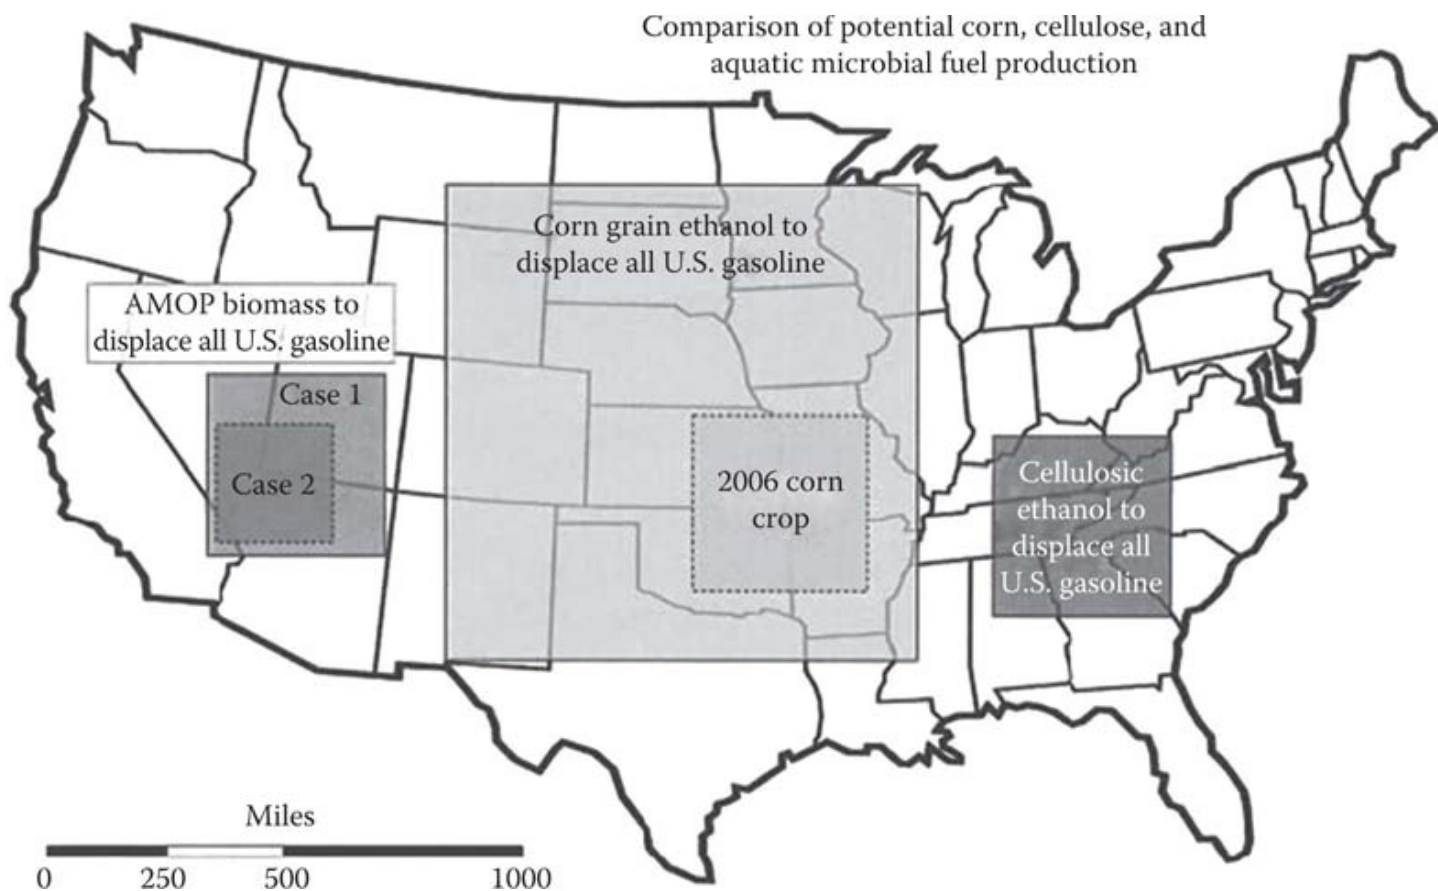 Comparison of potential corn, cellulose, and
aquatic microbial fuel production
Corn grain ethanol to
displace all U.S. gasoline
AMOP biomass to
displace all U.S. gasoline
Case 1
Case 2
2006 corn
crop
Cellulosic
ethanol to
displace all
U.S. gasoline
Miles
0 250 500 1000